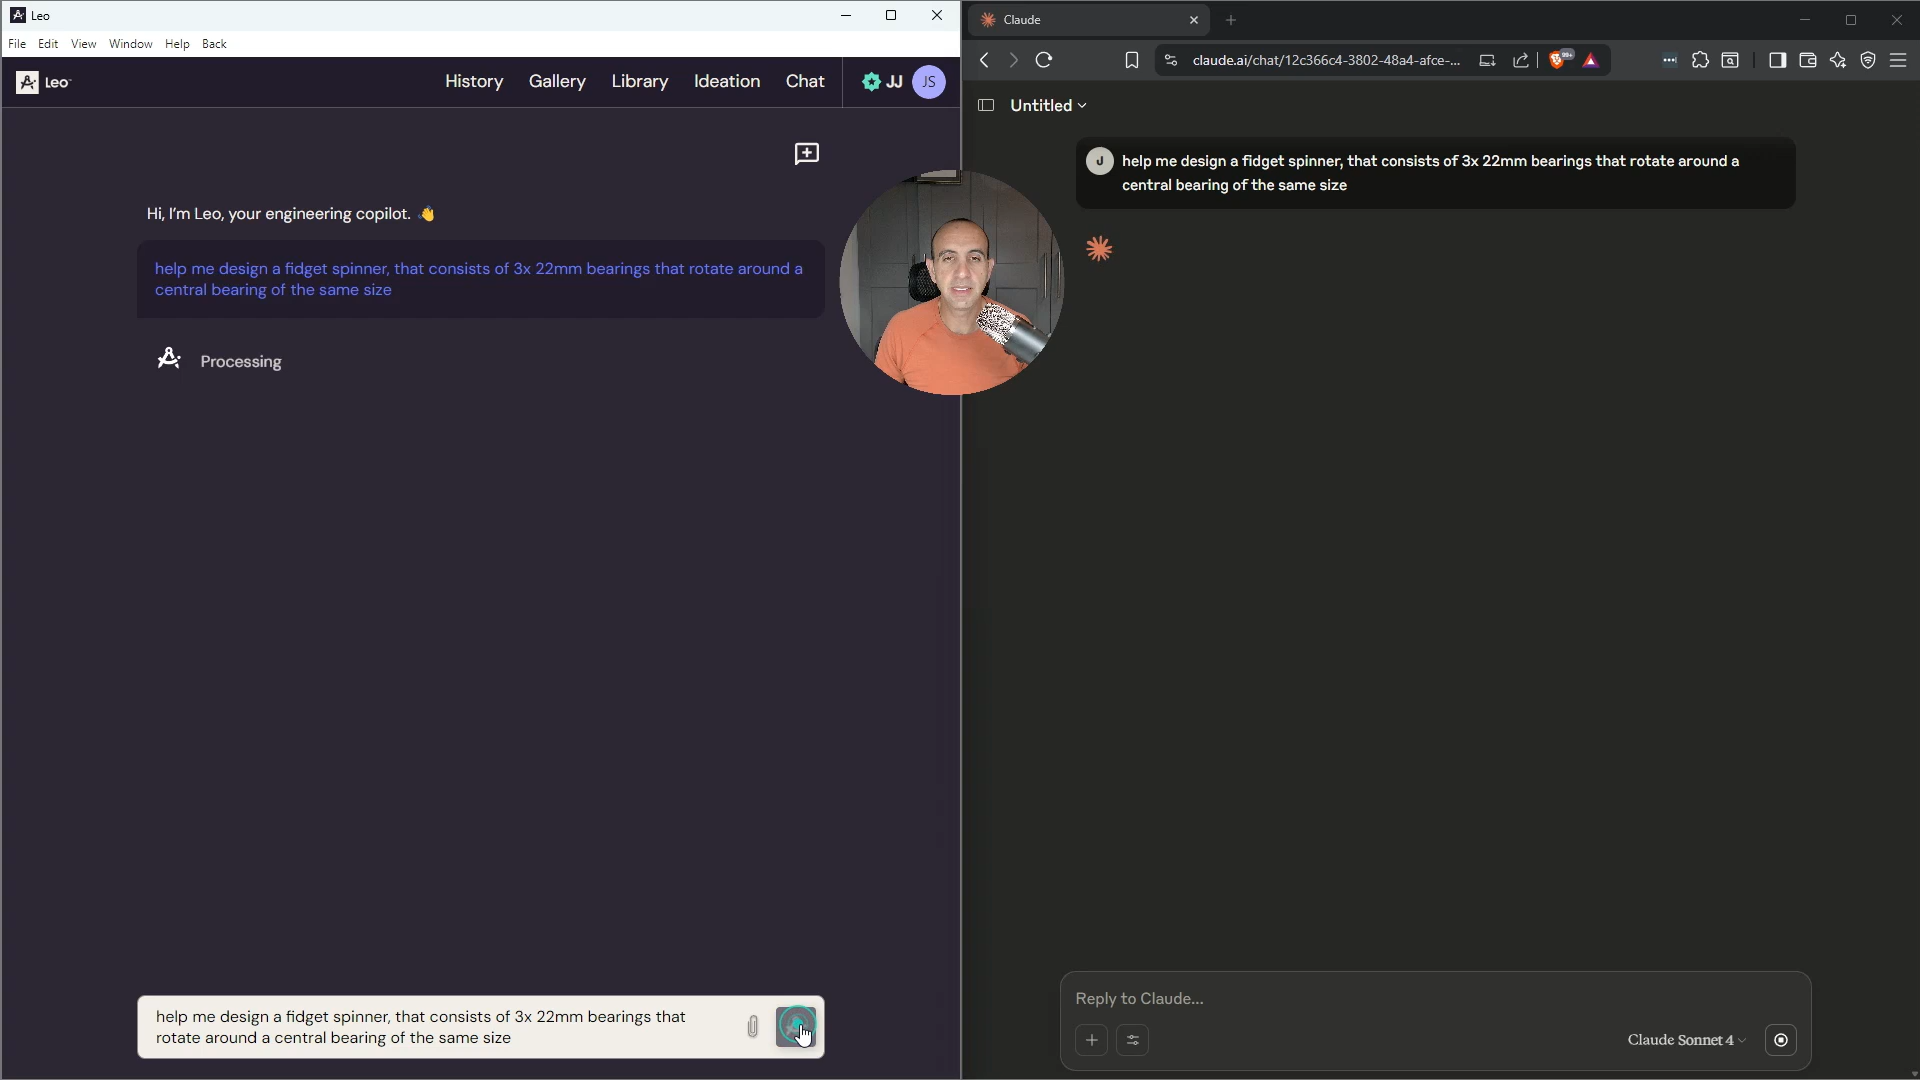 Leo
File Edit View Window Help Back
Leo
History Gallery Library Ideation Chat JJ JS
Hi, I'm Leo, your engineering copilot. 👋
help me design a fidget spinner, that consists of 3x 22mm bearings that rotate around a
central bearing of the same size
Processing
help me design a fidget spinner, that consists of 3x 22mm bearings that
rotate around a central bearing of the same size
Claude
claude.ai/chat/12c366c4-3802-48a4-afce-...
99+
Untitled
J
help me design a fidget spinner, that consists of 3x 22mm bearings that rotate around a
central bearing of the same size
Reply to Claude...
Claude Sonnet 4